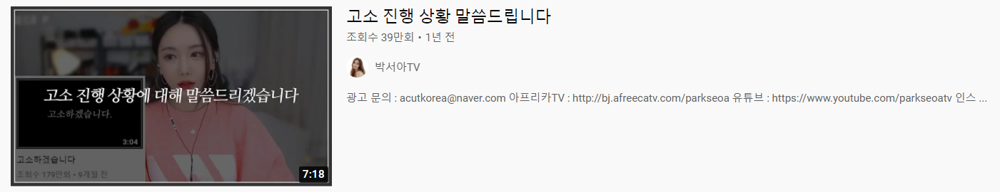 고소 진행 상황에 대해 말씀드리겠습니다
고소하겠습니다.
3:04
고소하겠습니다
조회수 179만회 • 9개월 전
7:18
고소 진행 상황 말씀드립니다
조회수 39만회 • 1년 전
박서아TV
광고 문의 : acutkorea@naver.com 아프리카TV : http://bj.afreecatv.com/parkseoa 유튜브 : https://www.youtube.com/parkseoatv 인스 ...